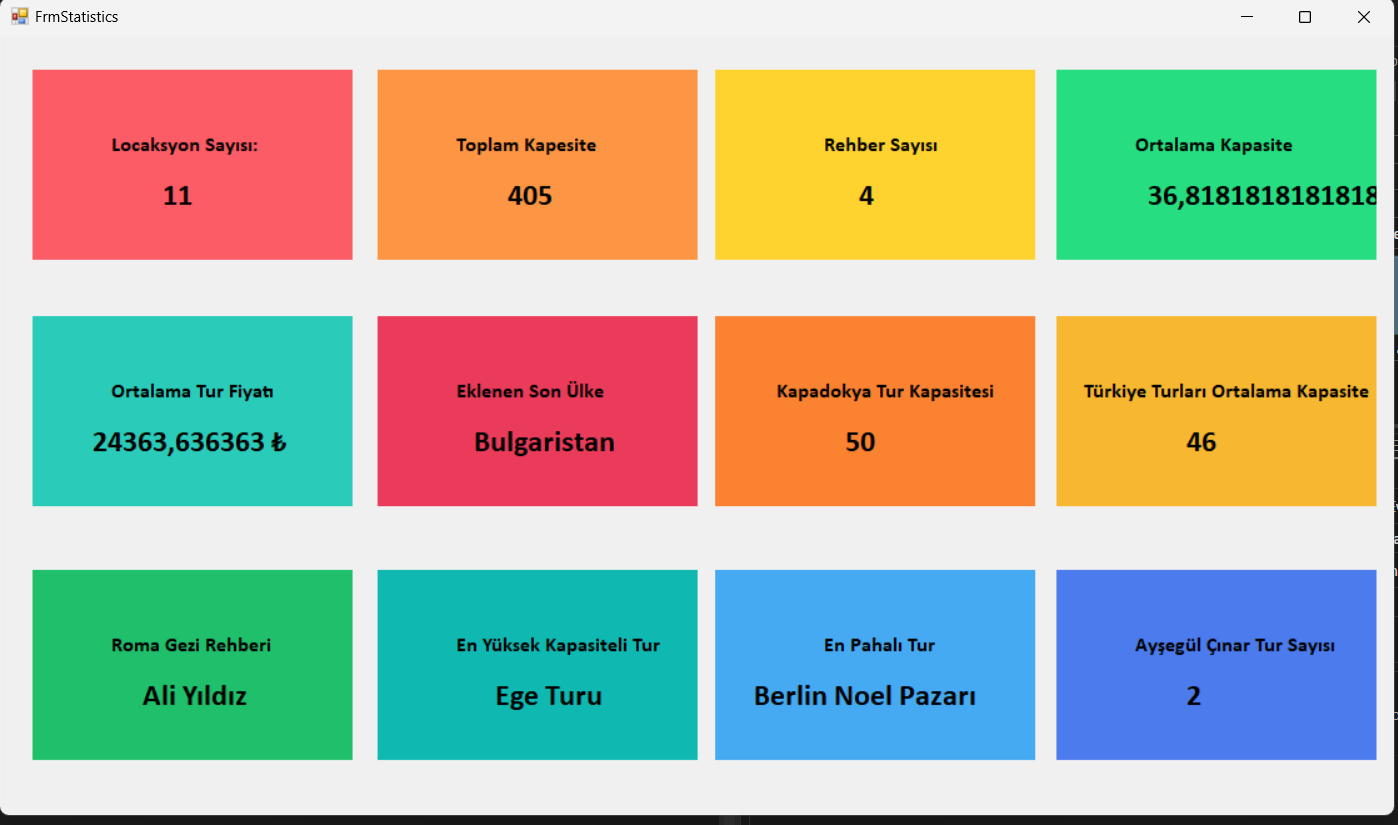 FrmStatistics
Locaksyon Sayısı:
11
Toplam Kapesite
405
Rehber Sayısı
4
Ortalama Kapasite
36,8181818181818
Ortalama Tur Fiyatı
24363,636363 ₺
Eklenen Son Ülke
Bulgaristan
Kapadokya Tur Kapasitesi
50
Türkiye Turları Ortalama Kapasite
46
Roma Gezi Rehberi
Ali Yıldız
En Yüksek Kapasiteli Tur
Ege Turu
En Pahalı Tur
Berlin Noel Pazarı
Ayşegül Çınar Tur Sayısı
2